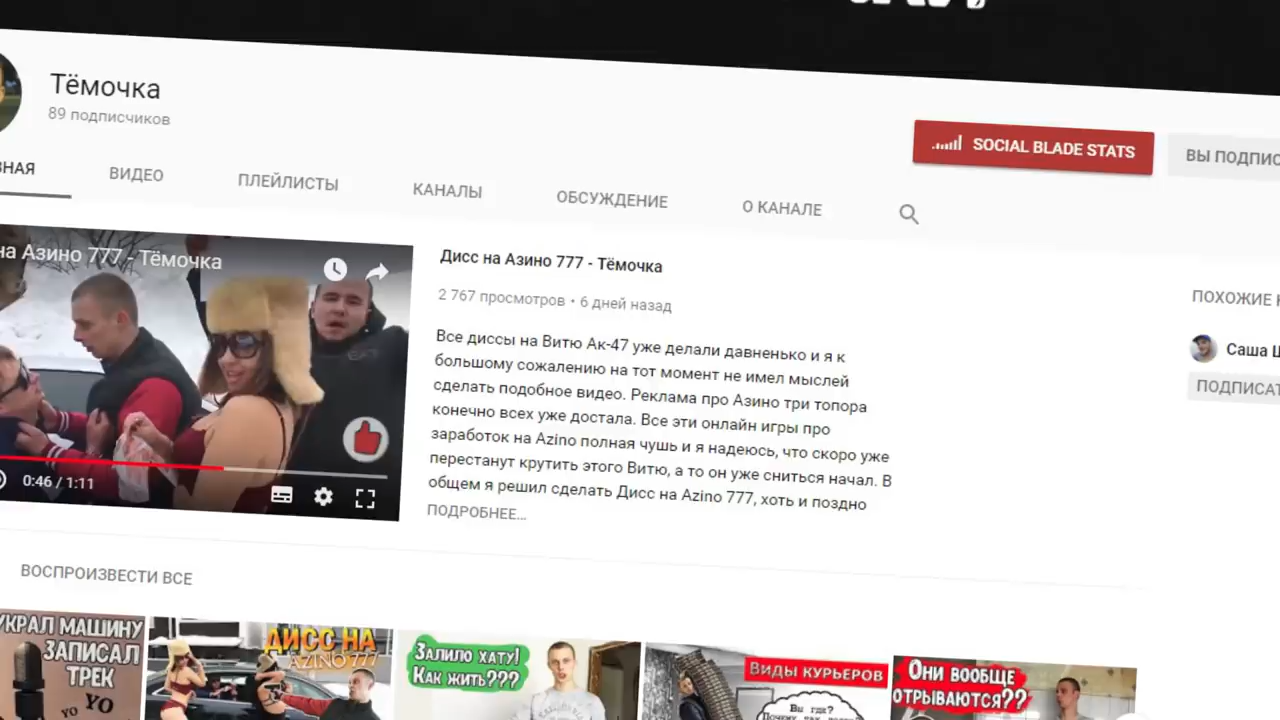 Тёмочка
89 подписчиков
SOCIAL BLADE STATS
ВИДЕО
ПЛЕЙЛИСТЫ
КАНАЛЫ
ОБСУЖДЕНИЕ
О КАНАЛЕ
на Азино 777 - Тёмочка
0:46 / 1:11
Дисс на Азино 777 - Тёмочка
2 767 просмотров • 6 дней назад
Все диссы на Витю Ак-47 уже делали давненько и я к
большому сожалению на тот момент не имел мыслей
сделать подобное видео. Реклама про Азино три топора
конечно всех уже достала. Все эти онлайн игры про
заработок на Azino полная чушь и я надеюсь, что скоро уже
перестанут крутить этого Витю, а то он уже сниться начал. В
общем я решил сделать Дисс на Azino 777, хоть и поздно
ПОДРОБНЕЕ...
ПОХОЖИЕ
Саша
ВОСПРОИЗВЕСТИ ВСЕ
УКРАЛ МАШИНУ
ЗАПИСАЛ
ТРЕК
YO
YO
ДИСС НА
AZINO777
Залило хату!
Как жить???
Виды курьеров
Вы где?
Они вообще
отрываются??